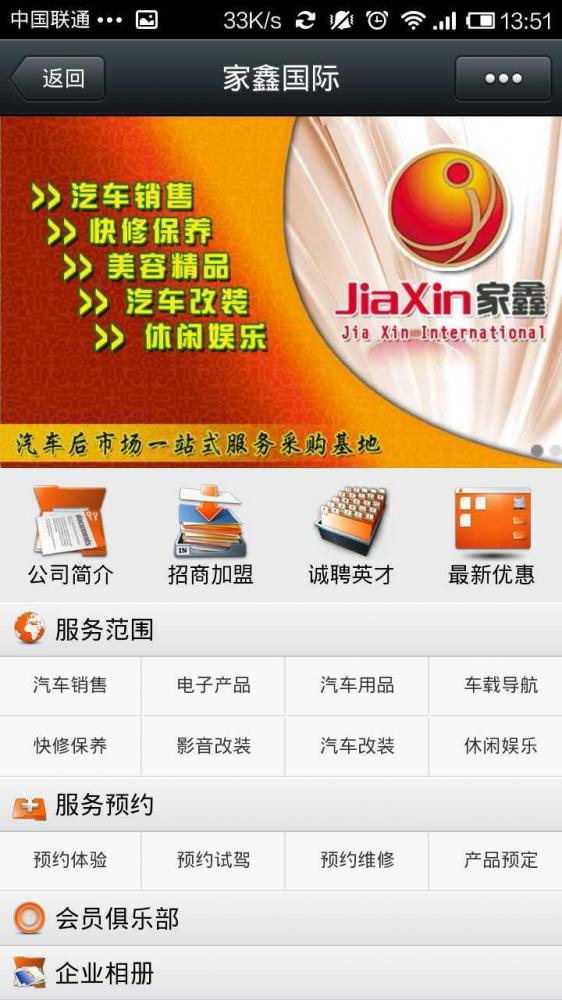 中国联通 ••• 33K/s 13:51
返回 家鑫国际 •••
>> 汽车销售
>> 快修保养
>> 美容精品
>> 汽车改装
>> 休闲娱乐
JiaXin家鑫
Jia Xin International
汽车后市场一站式服务采购基地
公司简介 招商加盟 诚聘英才 最新优惠
服务范围
汽车销售 电子产品 汽车用品 车载导航
快修保养 影音改装 汽车改装 休闲娱乐
服务预约
预约体验 预约试驾 预约维修 产品预定
会员俱乐部
企业相册